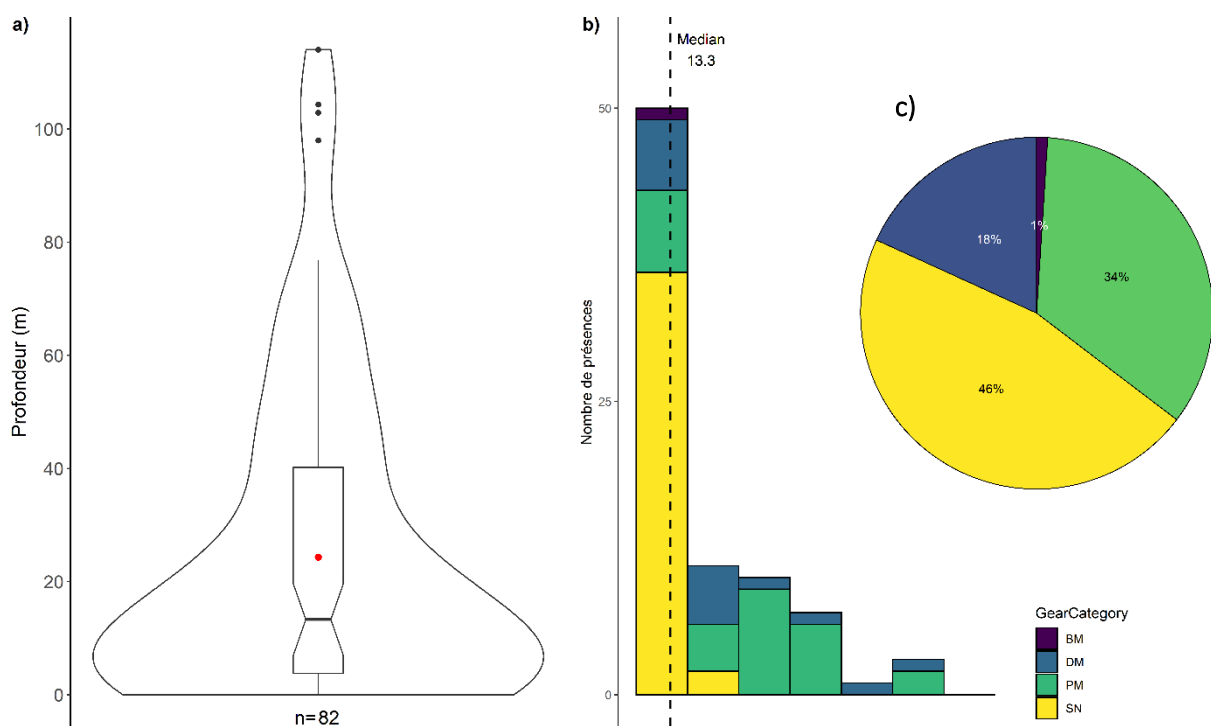 a)
Profondeur (m)
100
80
60
40
20
0
n=82
b)
Median
13.3
Nombre de présences
50
25
0
c)
1%
18%
34%
46%
GearCategory
BM
DM
PM
SN